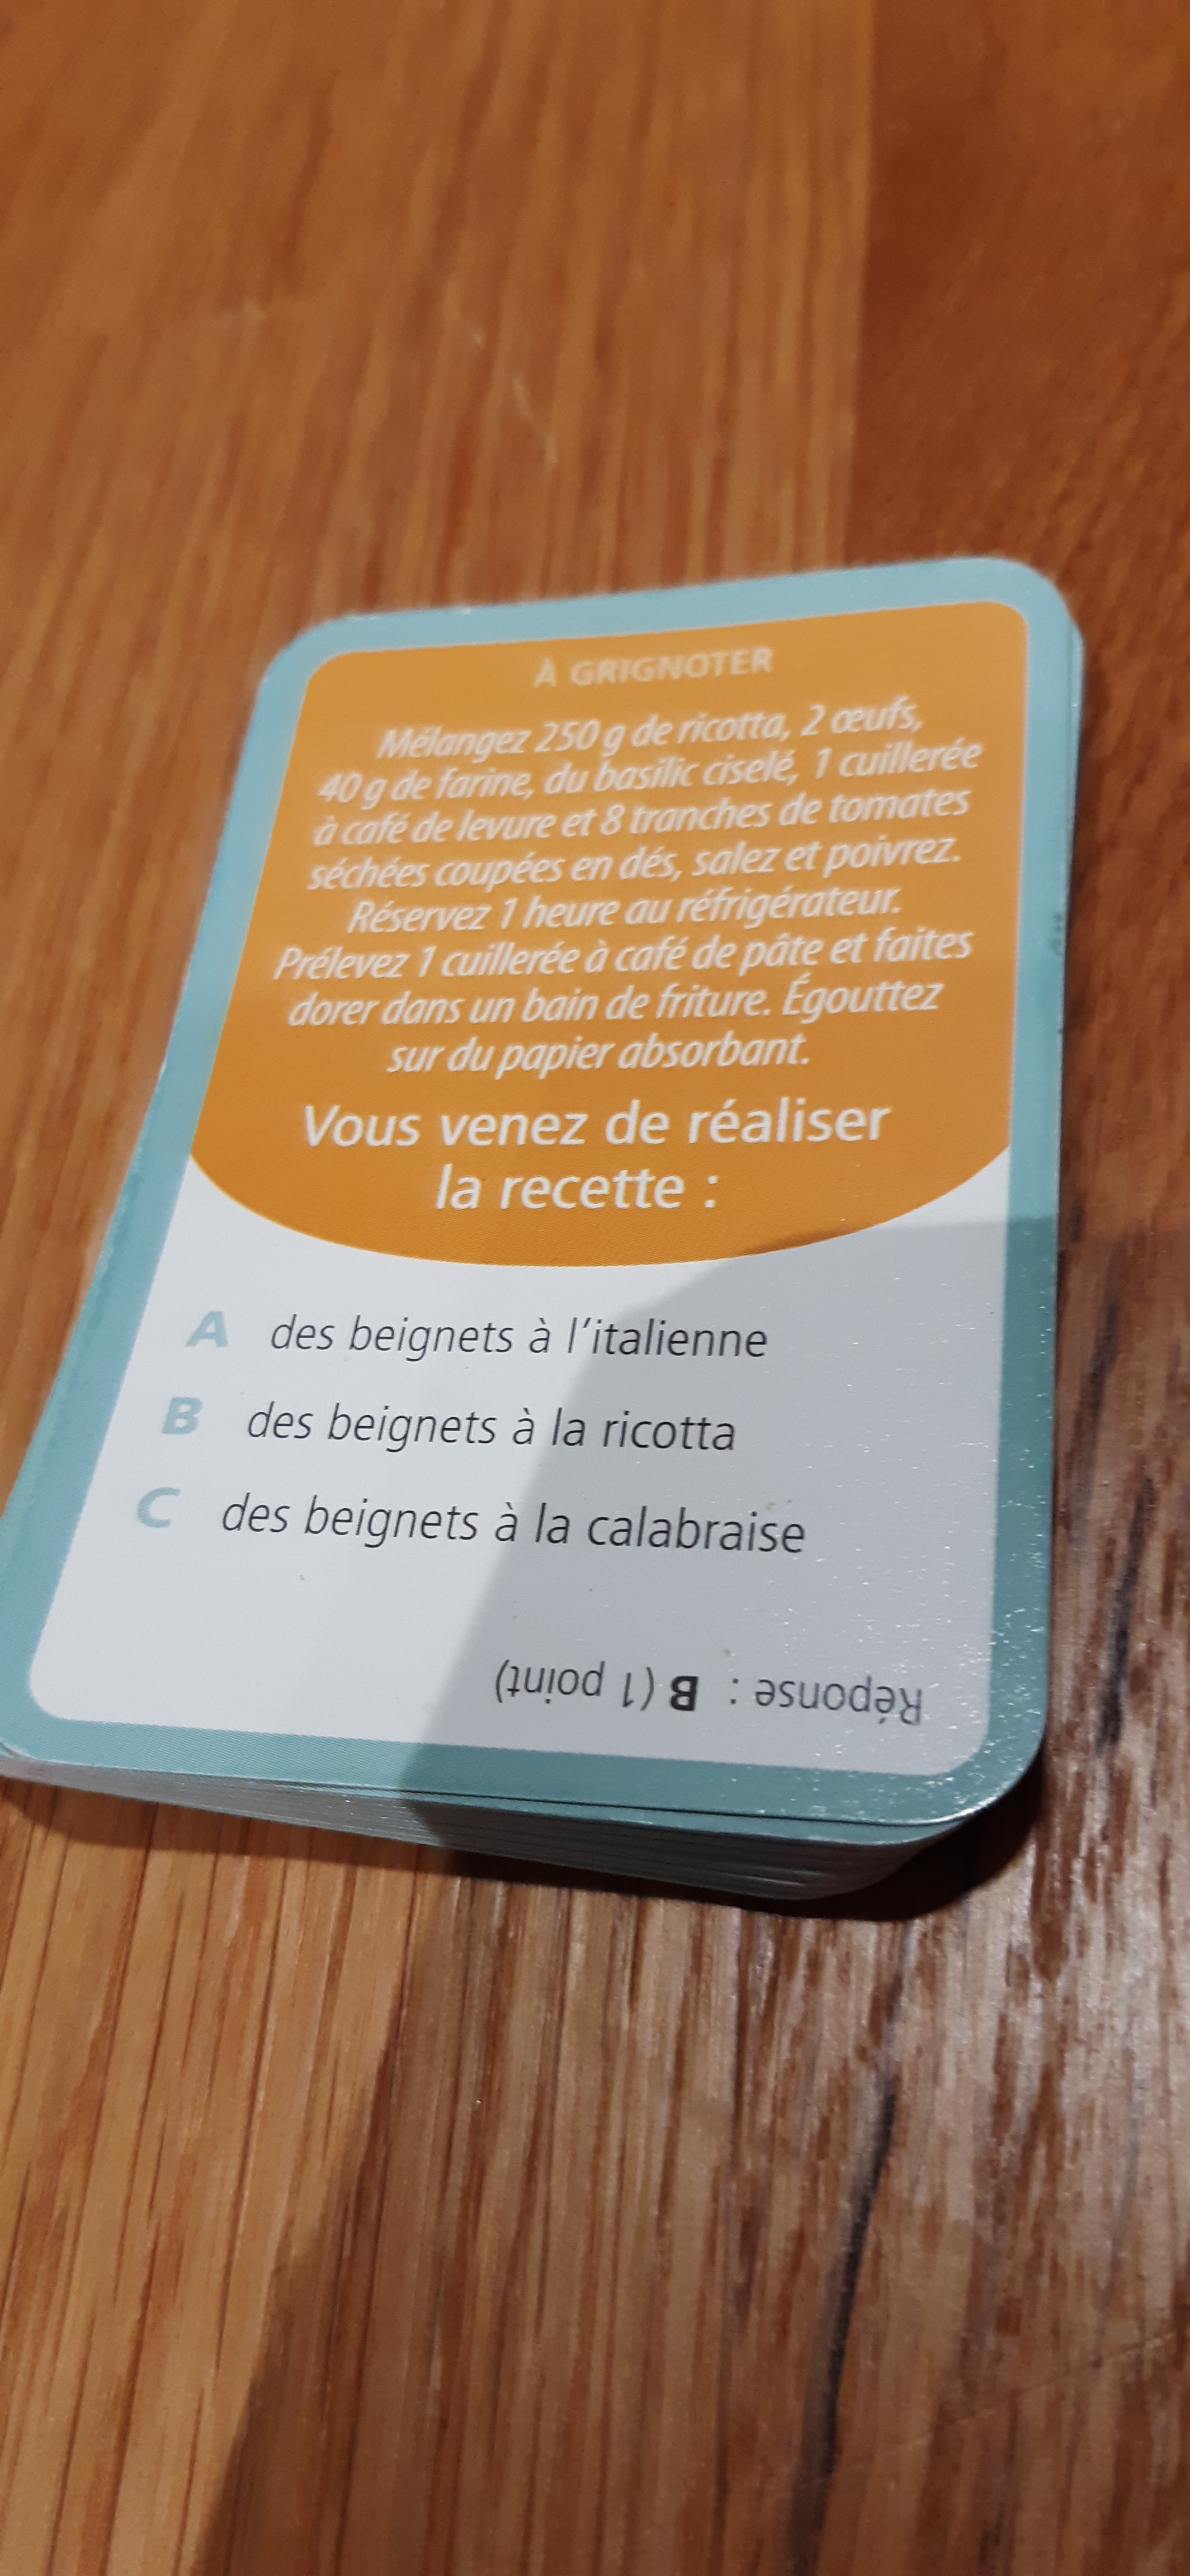 À GRIGNOTER
Mélangez 250 g de ricotta, 2 œufs,
40 g de farine, du basilic ciselé, 1 cuillerée
à café de levure et 8 tranches de tomates
séchées coupées en dés, salez et poivrez.
Réservez 1 heure au réfrigérateur.
Prélevez 1 cuillerée à café de pâte et faites
dorer dans un bain de friture. Égouttez
sur du papier absorbant.
Vous venez de réaliser
la recette :
A des beignets à l'italienne
B des beignets à la ricotta
C des beignets à la calabraise
Réponse : B (1 point)